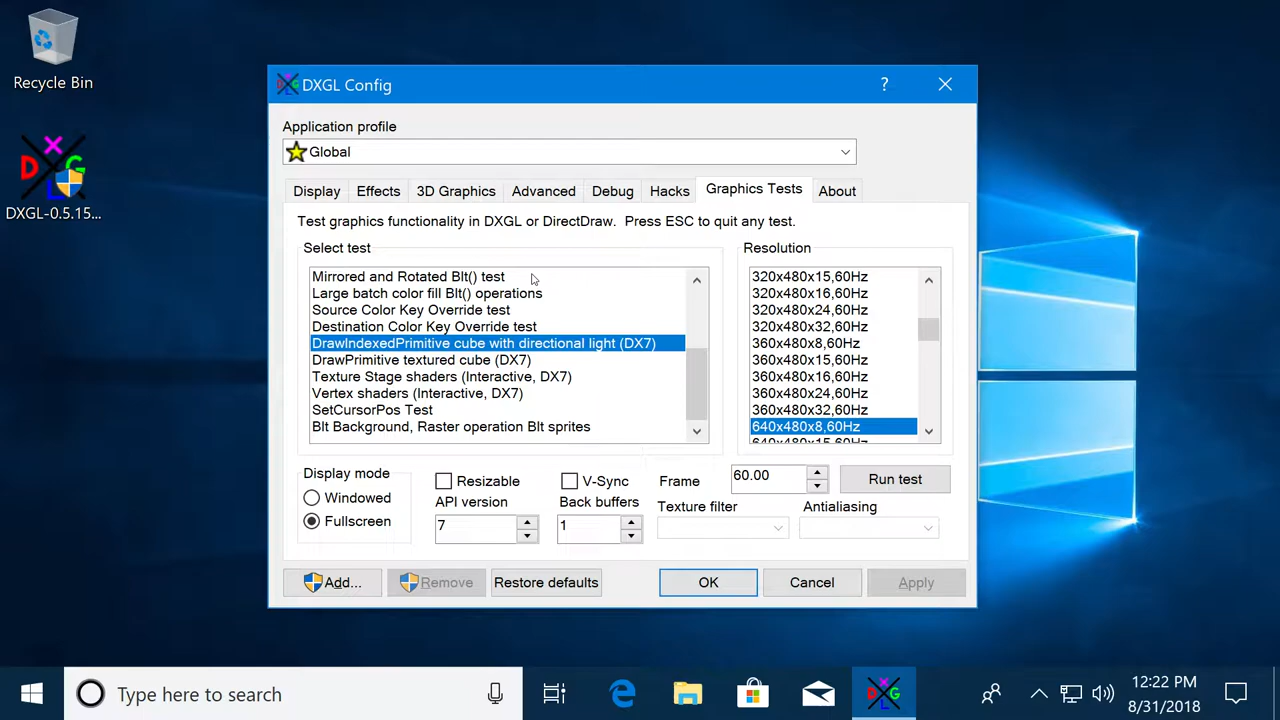 Recycle Bin
DXGL-0.5.15...
DXGL Config
?
Application profile
Global
Display
Effects
3D Graphics
Advanced
Debug
Hacks
Graphics Tests
About
Test graphics functionality in DXGL or DirectDraw.  Press ESC to quit any test.
Select test
Mirrored and Rotated Blt() test
Large batch color fill Blt() operations
Source Color Key Override test
Destination Color Key Override test
DrawIndexedPrimitive cube with directional light (DX7)
DrawPrimitive textured cube (DX7)
Texture Stage shaders (Interactive, DX7)
Vertex shaders (Interactive, DX7)
SetCursorPos Test
Blt Background, Raster operation Blt sprites
Resolution
320x480x15,60Hz
320x480x16,60Hz
320x480x24,60Hz
320x480x32,60Hz
360x480x8,60Hz
360x480x15,60Hz
360x480x16,60Hz
360x480x24,60Hz
360x480x32,60Hz
640x480x8,60Hz
640x480x15,60Hz
Display mode
Windowed
Fullscreen
Resizable
API version
7
V-Sync
Back buffers
1
Frame
60.00
Run test
Texture filter
Antialiasing
Add...
Remove
Restore defaults
OK
Cancel
Apply
Type here to search
12:22 PM
8/31/2018